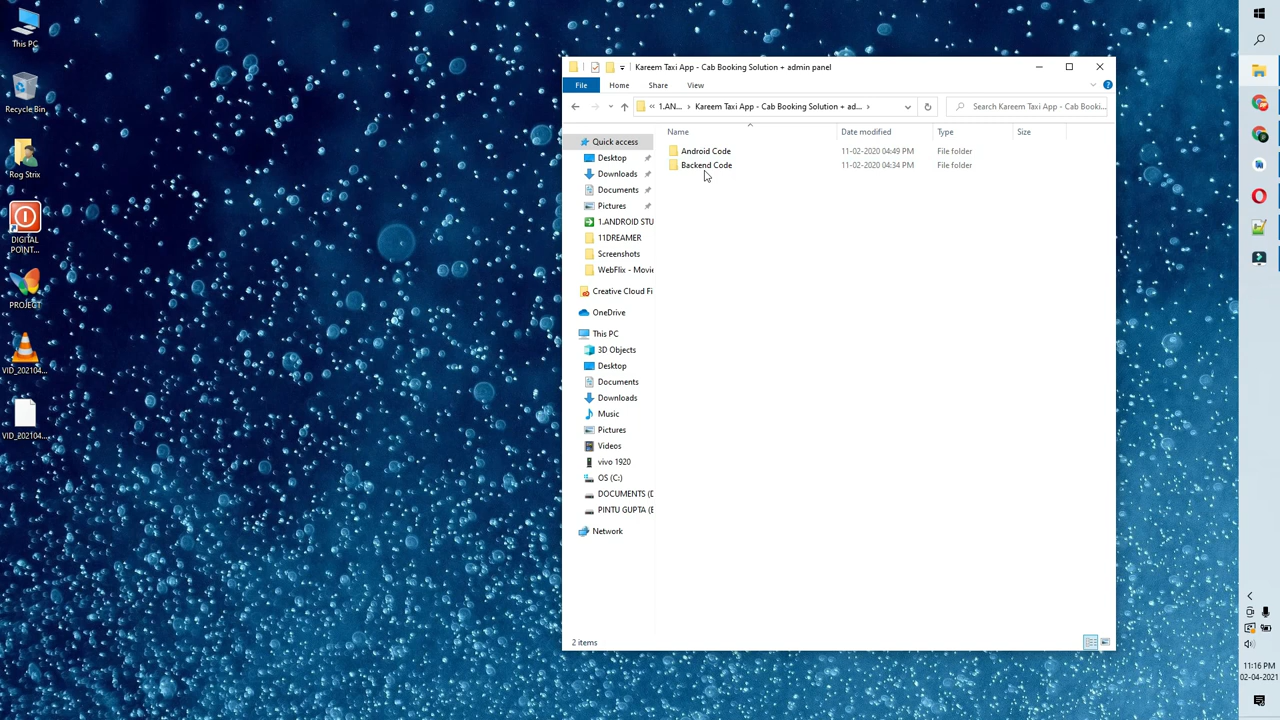 This PC
Recycle Bin
Rog Strix
DIGITAL
POINT...
PROJECT
VID_202104...
VID_202104...
Kareem Taxi App - Cab Booking Solution + admin panel
File Home Share View
« 1.AN... › Kareem Taxi App - Cab Booking Solution + ad... ›
Search Kareem Taxi App - Cab Booki...
Name Date modified Type Size
Android Code 11-02-2020 04:49 PM File folder
Backend Code 11-02-2020 04:34 PM File folder
Quick access
Desktop
Downloads
Documents
Pictures
1.ANDROID STU
11DREAMER
Screenshots
WebFlix - Movie
Creative Cloud Fi
OneDrive
This PC
3D Objects
Desktop
Documents
Downloads
Music
Pictures
Videos
vivo 1920
OS (C:)
DOCUMENTS (D
PINTU GUPTA (E
Network
2 items
11:16 PM
02-04-2021